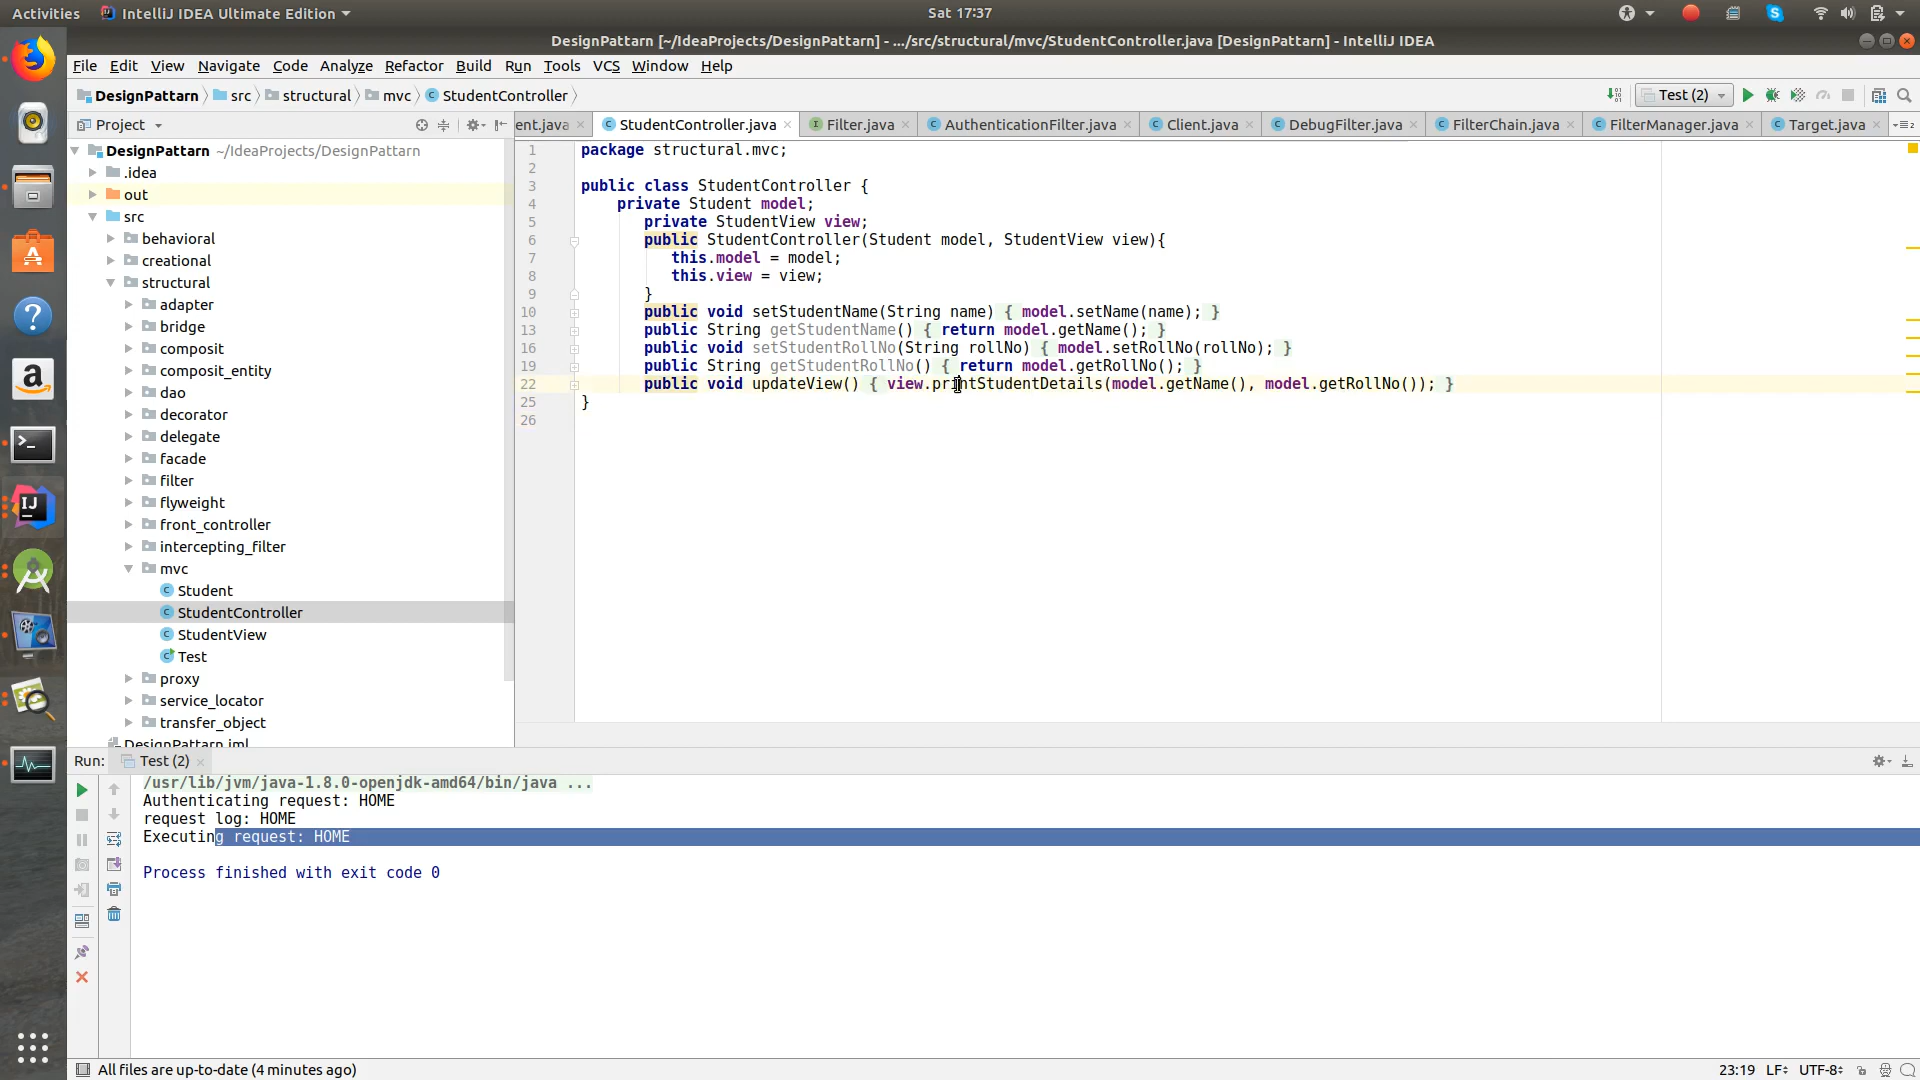 Activities IntelliJ IDEA Ultimate Edition Sat 17:37
DesignPattarn [~/IdeaProjects/DesignPattarn] - .../src/structural/mvc/StudentController.java [DesignPattarn] - IntelliJ IDEA
File Edit View Navigate Code Analyze Refactor Build Run Tools VCS Window Help
DesignPattarn src structural mvc StudentController Test (2)
Project
ent.java StudentController.java Filter.java AuthenticationFilter.java Client.java DebugFilter.java FilterChain.java FilterManager.java Target.java
DesignPattarn ~/IdeaProjects/DesignPattarn
.idea
out
src
behavioral
creational
structural
adapter
bridge
composit
composit_entity
dao
decorator
delegate
facade
filter
flyweight
front_controller
intercepting_filter
mvc
Student
StudentController
StudentView
Test
proxy
service_locator
transfer_object
DesignPattarn.iml
1 package structural.mvc;
2
3 public class StudentController {
4 private Student model;
5 private StudentView view;
6 public StudentController(Student model, StudentView view){
7 this.model = model;
8 this.view = view;
9 }
10 public void setStudentName(String name) { model.setName(name); }
13 public String getStudentName() { return model.getName(); }
16 public void setStudentRollNo(String rollNo) { model.setRollNo(rollNo); }
19 public String getStudentRollNo() { return model.getRollNo(); }
22 public void updateView() { view.printStudentDetails(model.getName(), model.getRollNo()); }
25 }
26
Run: Test (2)
/usr/lib/jvm/java-1.8.0-openjdk-amd64/bin/java ...
Authenticating request: HOME
request log: HOME
Executing request: HOME
Process finished with exit code 0
All files are up-to-date (4 minutes ago) 23:19 LF÷ UTF-8÷